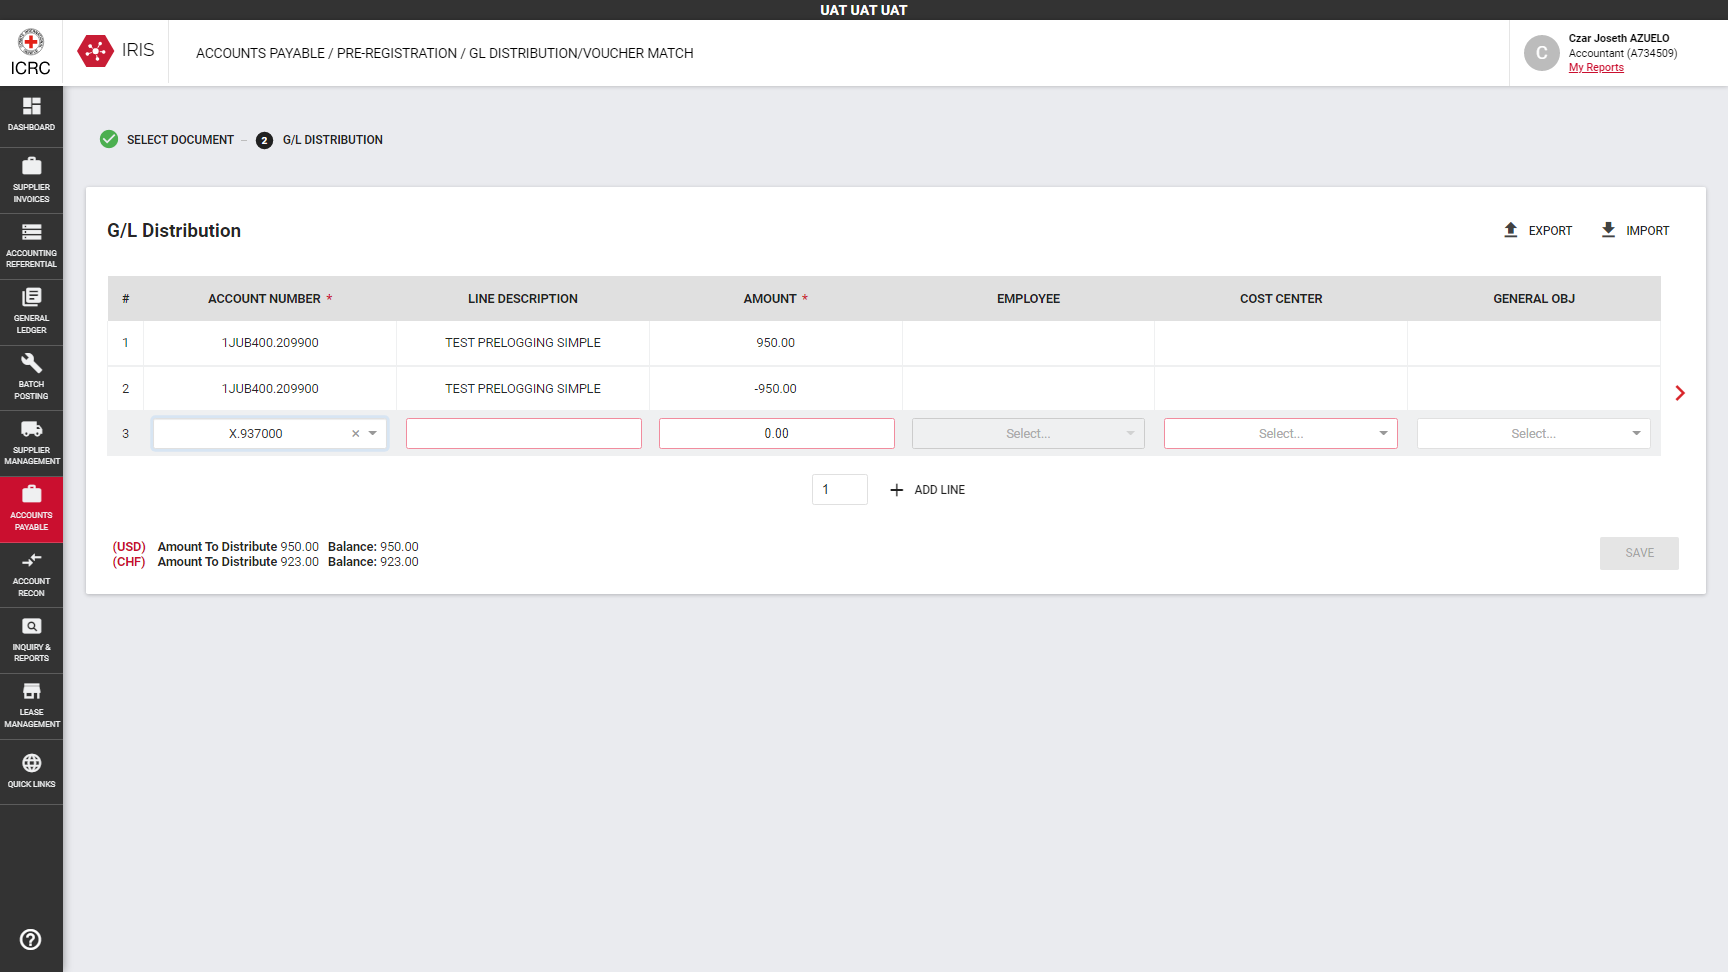 UAT UAT UAT
ICRC
IRIS
ACCOUNTS PAYABLE / PRE-REGISTRATION / GL DISTRIBUTION/VOUCHER MATCH
C
Czar Joseth AZUELO
Accountant (A734509)
My Reports
DASHBOARD
SUPPLIER
INVOICES
ACCOUNTING
REFERENTIAL
GENERAL
LEDGER
BATCH
POSTING
SUPPLIER
MANAGEMENT
ACCOUNTS
PAYABLE
ACCOUNT
RECON
INQUIRY &
REPORTS
LEASE
MANAGEMENT
QUICK LINKS
SELECT DOCUMENT
2 G/L DISTRIBUTION
G/L Distribution
EXPORT
IMPORT
# ACCOUNT NUMBER * LINE DESCRIPTION AMOUNT * EMPLOYEE COST CENTER GENERAL OBJ
1 1JUB400.209900 TEST PRELOGGING SIMPLE 950.00
2 1JUB400.209900 TEST PRELOGGING SIMPLE -950.00
3 X.937000 × 0.00 Select... Select... Select...
1 + ADD LINE
(USD) Amount To Distribute 950.00 Balance: 950.00
(CHF) Amount To Distribute 923.00 Balance: 923.00
SAVE